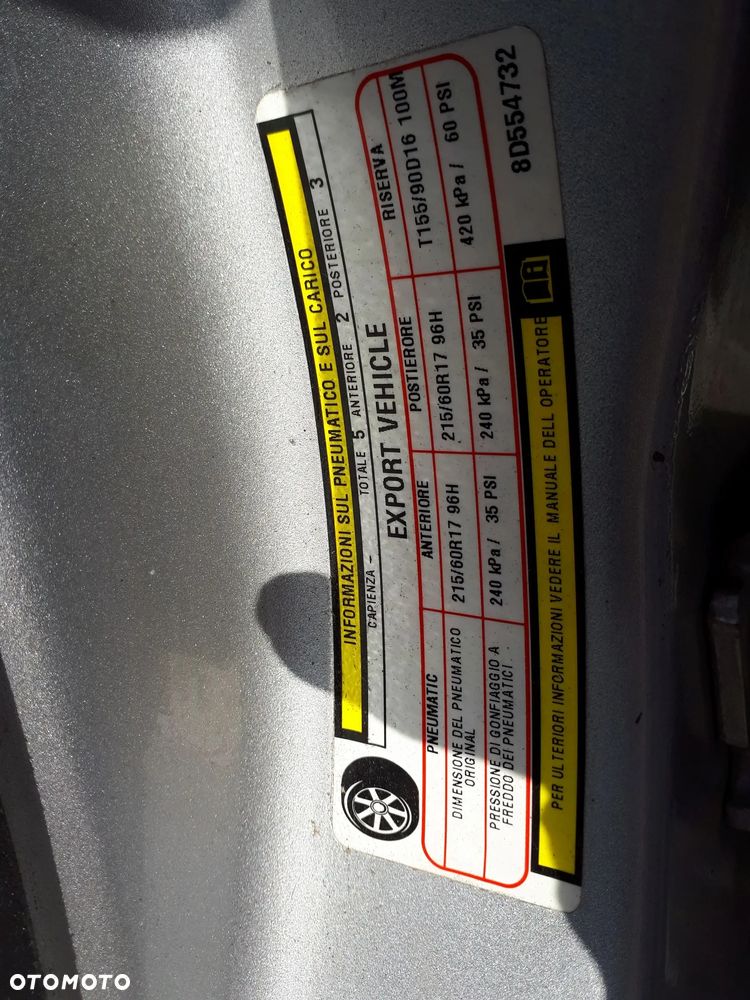 INFORMAZIONI SUL PNEUMATICO E SUL CARICO
CAPIENZA - TOTALE 5 ANTERIORE 2 POSTERIORE 3
EXPORT VEHICLE
PNEUMATIC ANTERIORE POSTIERORE RISERVA
DIMENSIONE DEL PNEUMATICO ORIGINAL 215/60R17 96H 215/60R17 96H T155/90D16 100M
PRESSIONE DI GONFIAGGIO A FREDDO DEI PNEUMATICI 240 kPa / 35 PSI 240 kPa / 35 PSI 420 kPa / 60 PSI
PER ULTERIORI INFORMAZIONI VEDERE IL MANUALE DELL OPERATORE
8D554732
OTOMOTO